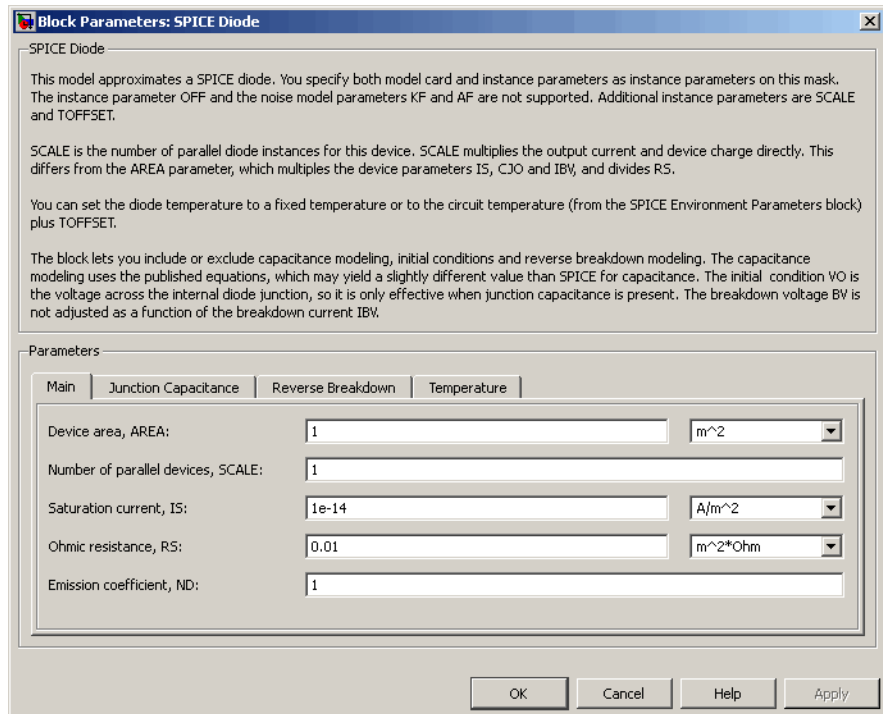 Block Parameters: SPICE Diode
SPICE Diode
This model approximates a SPICE diode. You specify both model card and instance parameters as instance parameters on this mask.
The instance parameter OFF and the noise model parameters KF and AF are not supported. Additional instance parameters are SCALE
and TOFFSET.
SCALE is the number of parallel diode instances for this device. SCALE multiplies the output current and device charge directly. This
differs from the AREA parameter, which multiples the device parameters IS, CJO and IBV, and divides RS.
You can set the diode temperature to a fixed temperature or to the circuit temperature (from the SPICE Environment Parameters block)
plus TOFFSET.
The block lets you include or exclude capacitance modeling, initial conditions and reverse breakdown modeling. The capacitance
modeling uses the published equations, which may yield a slightly different value than SPICE for capacitance. The initial condition VO is
the voltage across the internal diode junction, so it is only effective when junction capacitance is present. The breakdown voltage BV is
not adjusted as a function of the breakdown current IBV.
Parameters
Main Junction Capacitance Reverse Breakdown Temperature
Device area, AREA: 1 m^2
Number of parallel devices, SCALE: 1
Saturation current, IS: 1e-14 A/m^2
Ohmic resistance, RS: 0.01 m^2*Ohm
Emission coefficient, ND: 1
OK Cancel Help Apply